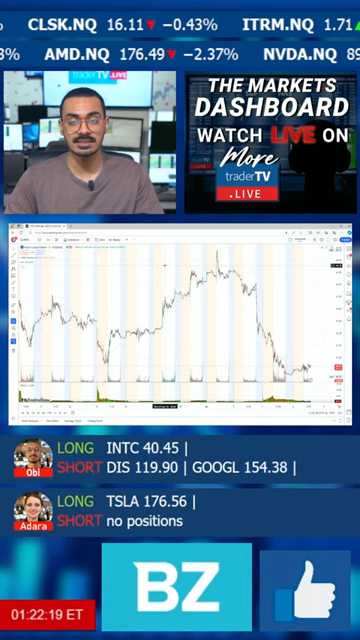 CLSK.NQ 16.11 −0.43% ITRM.NQ 1.71
3% AMD.NQ 176.49 −2.37% NVDA.NQ 89
traderTV
LIVE
THE MARKETS
DASHBOARD
WATCH LIVE ON
More
traderTV
.LIVE
LONG INTC 40.45 |
SHORT DIS 119.90 | GOOGL 154.38 |
Obi
LONG TSLA 176.56 |
SHORT no positions
Adara
BZ
01:22:19 ET